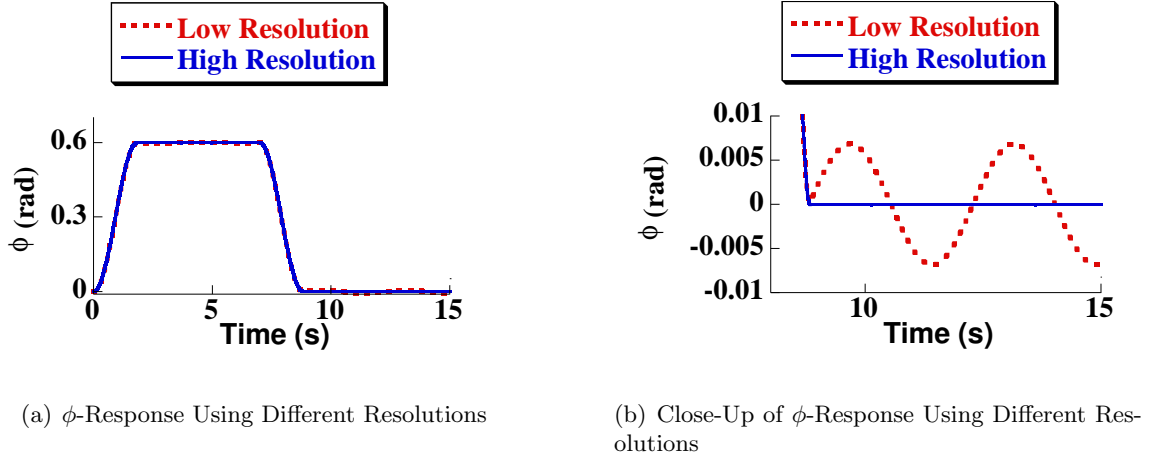 Low Resolution
High Resolution
0.6
0.3
0
ϕ (rad)
0 5 10 15
Time (s)
(a) ϕ-Response Using Different Resolutions
Low Resolution
High Resolution
0.01
0.005
0
-0.005
-0.01
ϕ (rad)
10 15
Time (s)
(b) Close-Up of ϕ-Response Using Different Res-
olutions